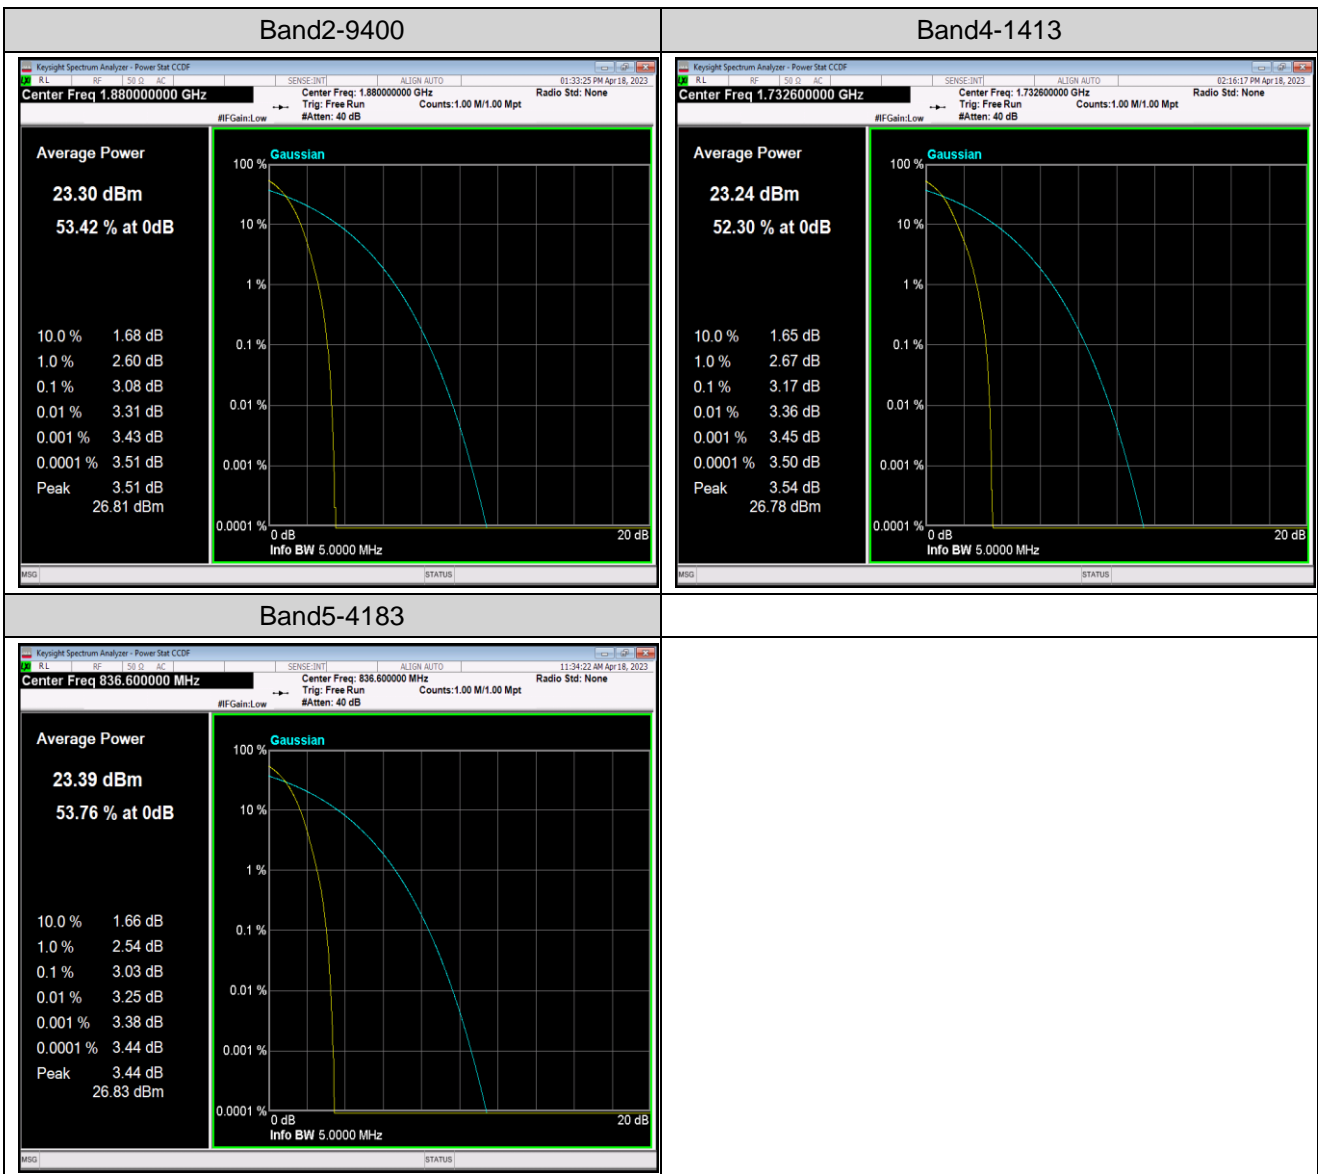 Band2-9400
Keysight Spectrum Analyzer - Power Stat CCDF
RL RF 50 Ω AC SENSE:INT ALIGN AUTO 01:33:25 PM Apr 18, 2023
Center Freq 1.880000000 GHz Center Freq: 1.880000000 GHz Radio Std: None
Trig: Free Run Counts:1.00 M/1.00 Mpt
#IFGain:Low #Atten: 40 dB
Average Power
23.30 dBm
53.42 % at 0dB
10.0 % 1.68 dB
1.0 % 2.60 dB
0.1 % 3.08 dB
0.01 % 3.31 dB
0.001 % 3.43 dB
0.0001 % 3.51 dB
Peak 3.51 dB
26.81 dBm
Gaussian
100 %
10 %
1 %
0.1 %
0.01 %
0.001 %
0.0001 %
0 dB 20 dB
Info BW 5.0000 MHz
MSG STATUS
Band4-1413
Keysight Spectrum Analyzer - Power Stat CCDF
RL RF 50 Ω AC SENSE:INT ALIGN AUTO 02:16:17 PM Apr 18, 2023
Center Freq 1.732600000 GHz Center Freq: 1.732600000 GHz Radio Std: None
Trig: Free Run Counts:1.00 M/1.00 Mpt
#IFGain:Low #Atten: 40 dB
Average Power
23.24 dBm
52.30 % at 0dB
10.0 % 1.65 dB
1.0 % 2.67 dB
0.1 % 3.17 dB
0.01 % 3.36 dB
0.001 % 3.45 dB
0.0001 % 3.50 dB
Peak 3.54 dB
26.78 dBm
Gaussian
100 %
10 %
1 %
0.1 %
0.01 %
0.001 %
0.0001 %
0 dB 20 dB
Info BW 5.0000 MHz
MSG STATUS
Band5-4183
Keysight Spectrum Analyzer - Power Stat CCDF
RL RF 50 Ω AC SENSE:INT ALIGN AUTO 11:34:22 AM Apr 18, 2023
Center Freq 836.600000 MHz Center Freq: 836.600000 MHz Radio Std: None
Trig: Free Run Counts:1.00 M/1.00 Mpt
#IFGain:Low #Atten: 40 dB
Average Power
23.39 dBm
53.76 % at 0dB
10.0 % 1.66 dB
1.0 % 2.54 dB
0.1 % 3.03 dB
0.01 % 3.25 dB
0.001 % 3.38 dB
0.0001 % 3.44 dB
Peak 3.44 dB
26.83 dBm
Gaussian
100 %
10 %
1 %
0.1 %
0.01 %
0.001 %
0.0001 %
0 dB 20 dB
Info BW 5.0000 MHz
MSG STATUS